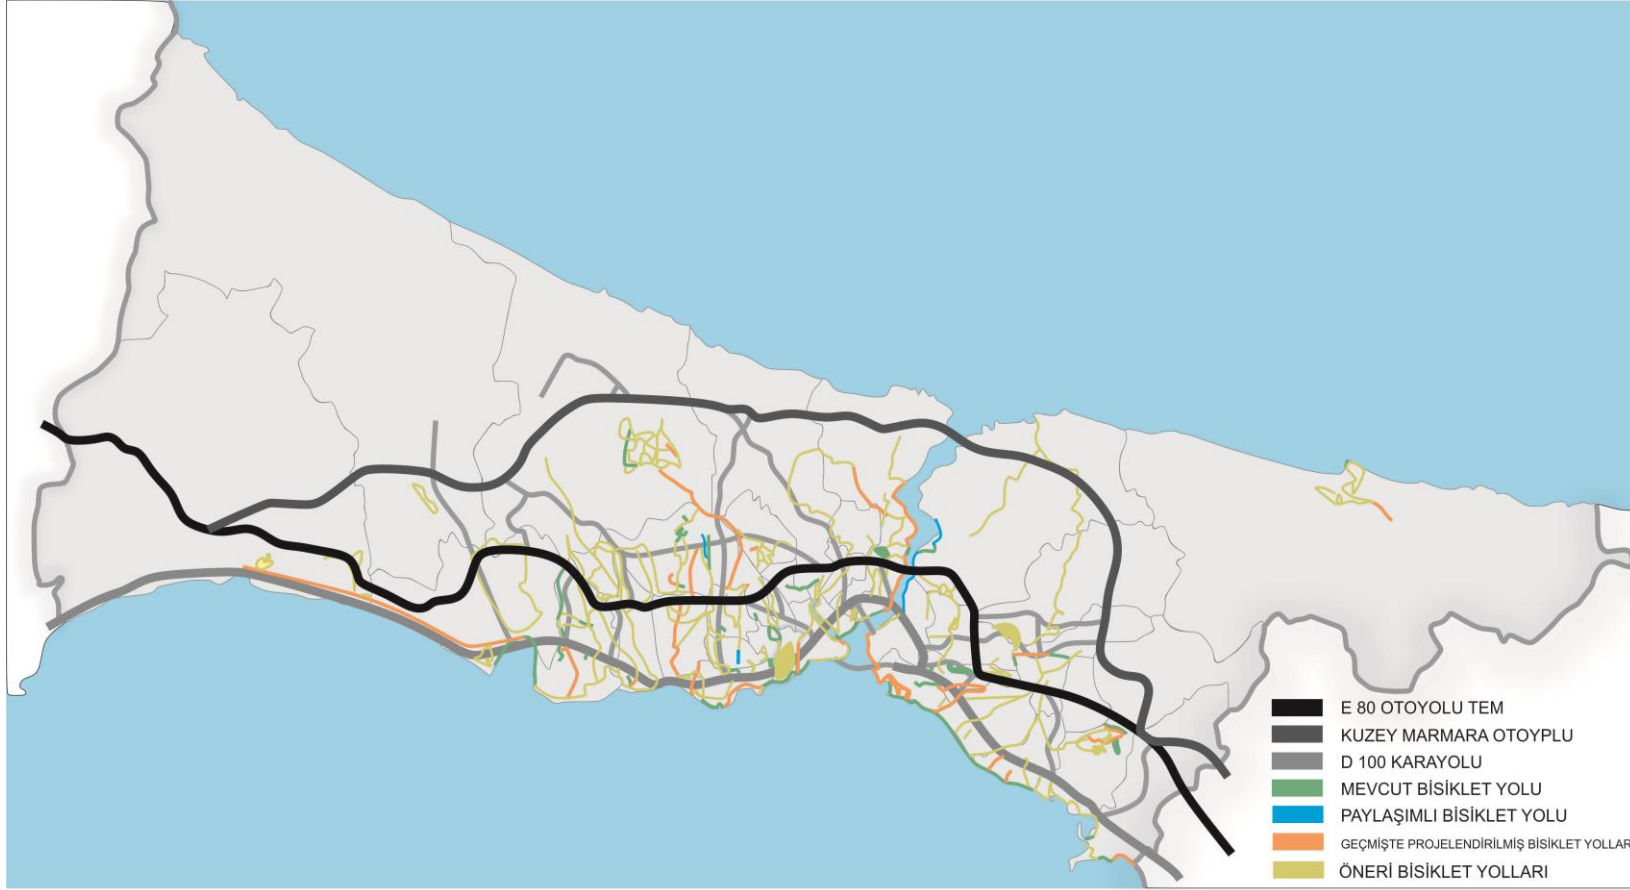 E 80 OTOYOLU TEM
KUZEY MARMARA OTOYPLU
D 100 KARAYOLU
MEVCUT BİSİKLET YOLU
PAYLAŞIMLI BİSİKLET YOLU
GEÇMİŞTE PROJELENDİRİLMİŞ BİSİKLET YOLLAR
ÖNERİ BİSİKLET YOLLARI